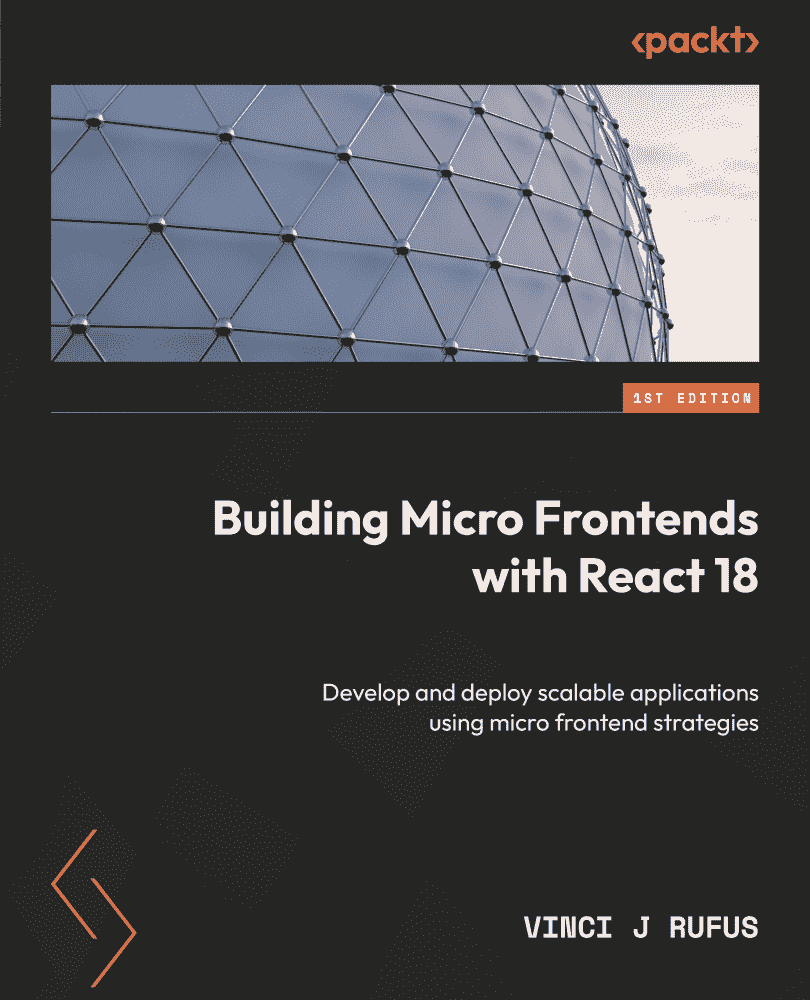 <packt>
1ST EDITION
Building Micro Frontends
with React 18
Develop and deploy scalable applications
using micro frontend strategies
VINCI J RUFUS